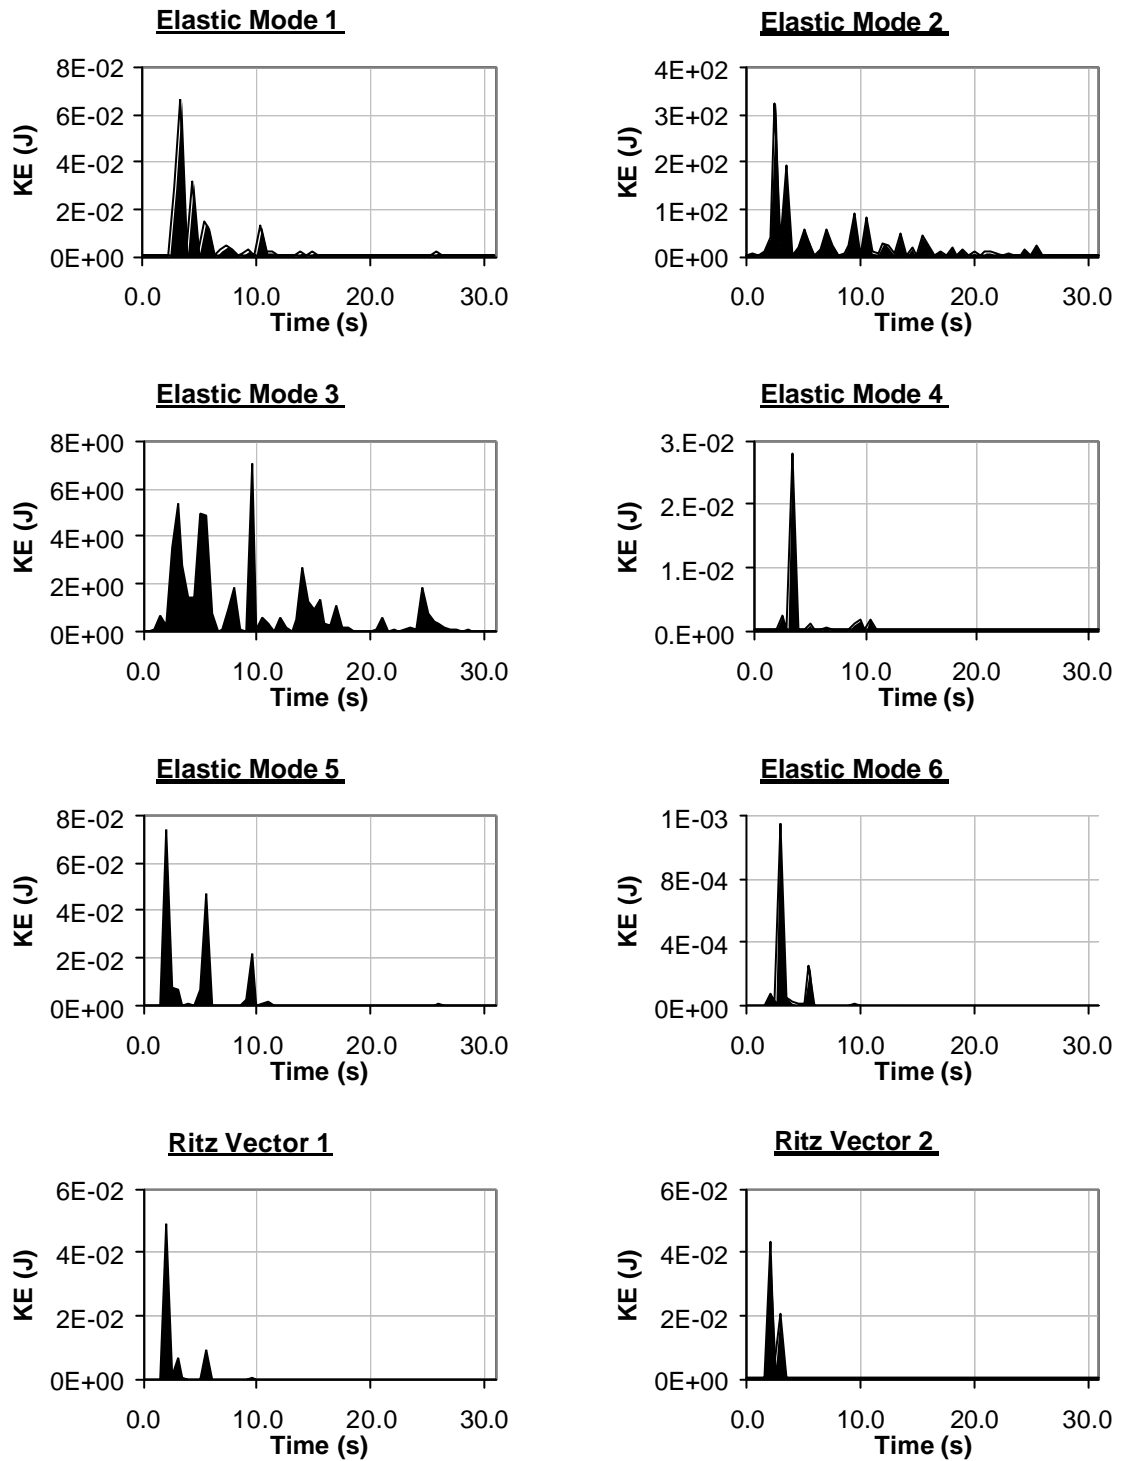 Elastic Mode 1
8E-02
6E-02
4E-02
2E-02
0E+00
KE (J)
0.0 10.0 20.0 30.0
Time (s)
Elastic Mode 2
4E+02
3E+02
2E+02
1E+02
0E+00
KE (J)
0.0 10.0 20.0 30.0
Time (s)
Elastic Mode 3
8E+00
6E+00
4E+00
2E+00
0E+00
KE (J)
0.0 10.0 20.0 30.0
Time (s)
Elastic Mode 4
3.E-02
2.E-02
1.E-02
0.E+00
KE (J)
0.0 10.0 20.0 30.0
Time (s)
Elastic Mode 5
8E-02
6E-02
4E-02
2E-02
0E+00
KE (J)
0.0 10.0 20.0 30.0
Time (s)
Elastic Mode 6
1E-03
8E-04
4E-04
0E+00
KE (J)
0.0 10.0 20.0 30.0
Time (s)
Ritz Vector 1
6E-02
4E-02
2E-02
0E+00
KE (J)
0.0 10.0 20.0 30.0
Time (s)
Ritz Vector 2
6E-02
4E-02
2E-02
0E+00
KE (J)
0.0 10.0 20.0 30.0
Time (s)